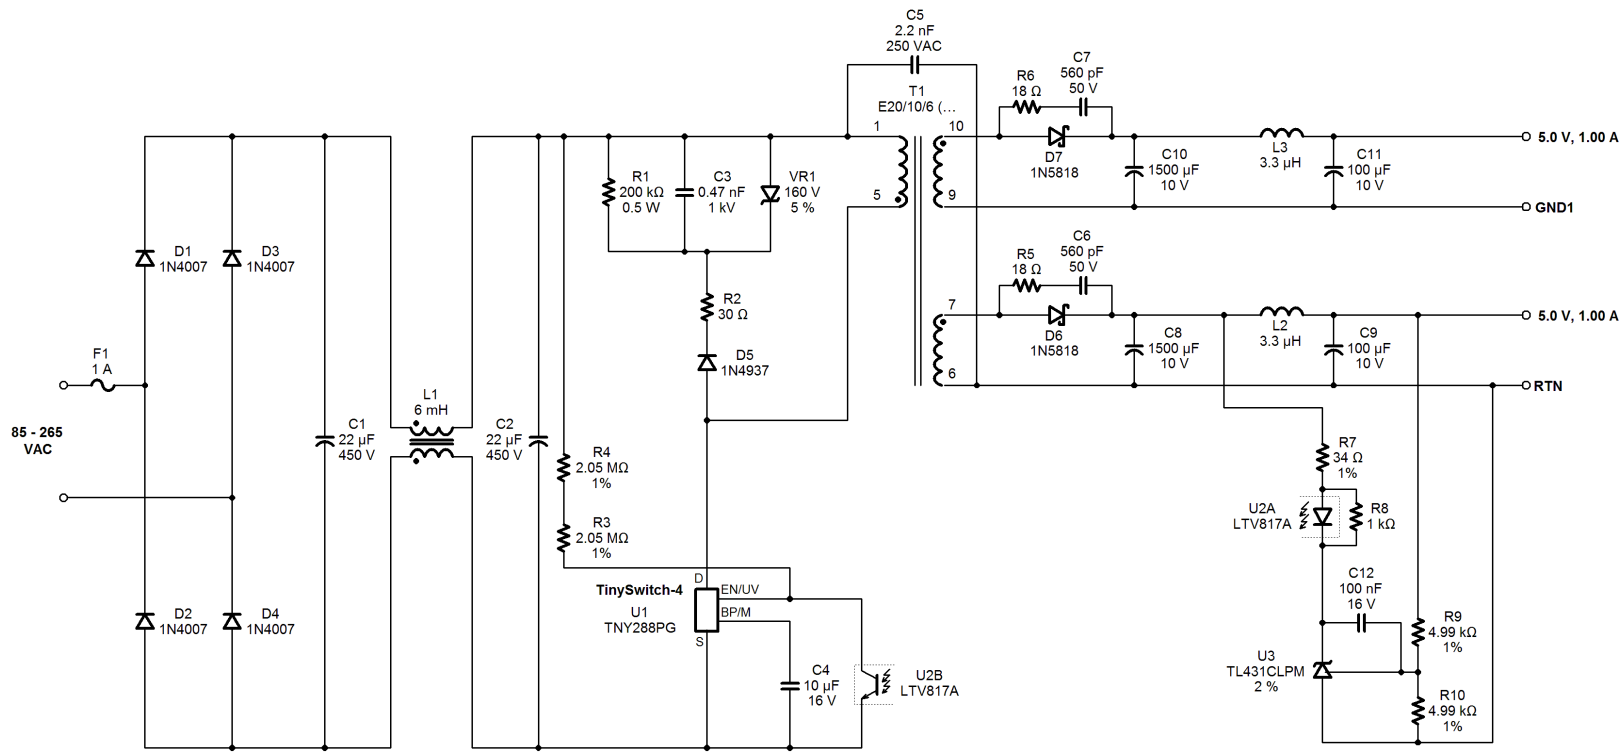 C5
2.2 nF
250 VAC
T1
E20/10/6 (...
1
5
10
9
7
6
R6
18 Ω
C7
560 pF
50 V
D7
1N5818
C10
1500 µF
10 V
L3
3.3 µH
C11
100 µF
10 V
5.0 V, 1.00 A
GND1
R5
18 Ω
C6
560 pF
50 V
D6
1N5818
C8
1500 µF
10 V
L2
3.3 µH
C9
100 µF
10 V
5.0 V, 1.00 A
RTN
R1
200 kΩ
0.5 W
C3
0.47 nF
1 kV
VR1
160 V
5 %
D1
1N4007
D3
1N4007
R2
30 Ω
D5
1N4937
F1
1 A
85 - 265
VAC
L1
6 mH
C1
22 µF
450 V
C2
22 µF
450 V
R4
2.05 MΩ
1%
R3
2.05 MΩ
1%
D2
1N4007
D4
1N4007
TinySwitch-4
U1
TNY288PG
D
EN/UV
BP/M
S
C4
10 µF
16 V
U2B
LTV817A
R7
34 Ω
1%
U2A
LTV817A
R8
1 kΩ
C12
100 nF
16 V
R9
4.99 kΩ
1%
U3
TL431CLPM
2 %
R10
4.99 kΩ
1%